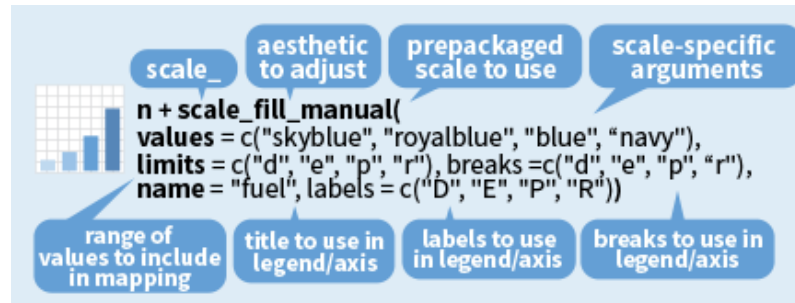 scale_
aesthetic
to adjust
prepackaged
scale to use
scale-specific
arguments
n + scale_fill_manual(
values = c("skyblue", "royalblue", "blue", “navy"),
limits = c("d", "e", "p", "r"), breaks =c("d", "e", "p", “r"),
name = "fuel", labels = c("D", "E", "P", "R"))
range of
values to include
in mapping
title to use in
legend/axis
labels to use
in legend/axis
breaks to use in
legend/axis